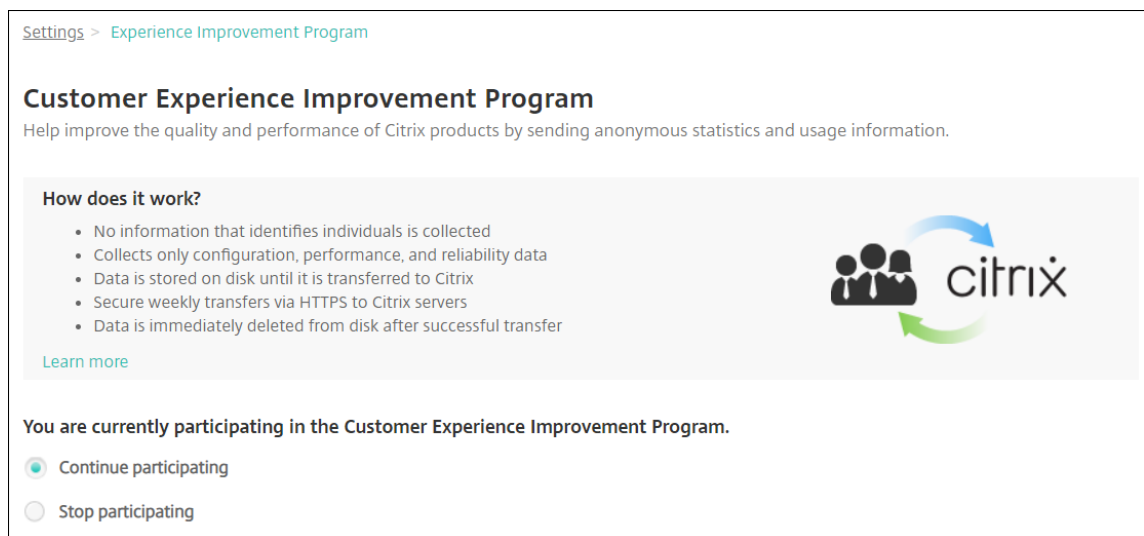 Settings > Experience Improvement Program
Customer Experience Improvement Program
Help improve the quality and performance of Citrix products by sending anonymous statistics and usage information.
How does it work?
• No information that identifies individuals is collected
• Collects only configuration, performance, and reliability data
• Data is stored on disk until it is transferred to Citrix
• Secure weekly transfers via HTTPS to Citrix servers
• Data is immediately deleted from disk after successful transfer
citrix
Learn more
You are currently participating in the Customer Experience Improvement Program.
Continue participating
Stop participating